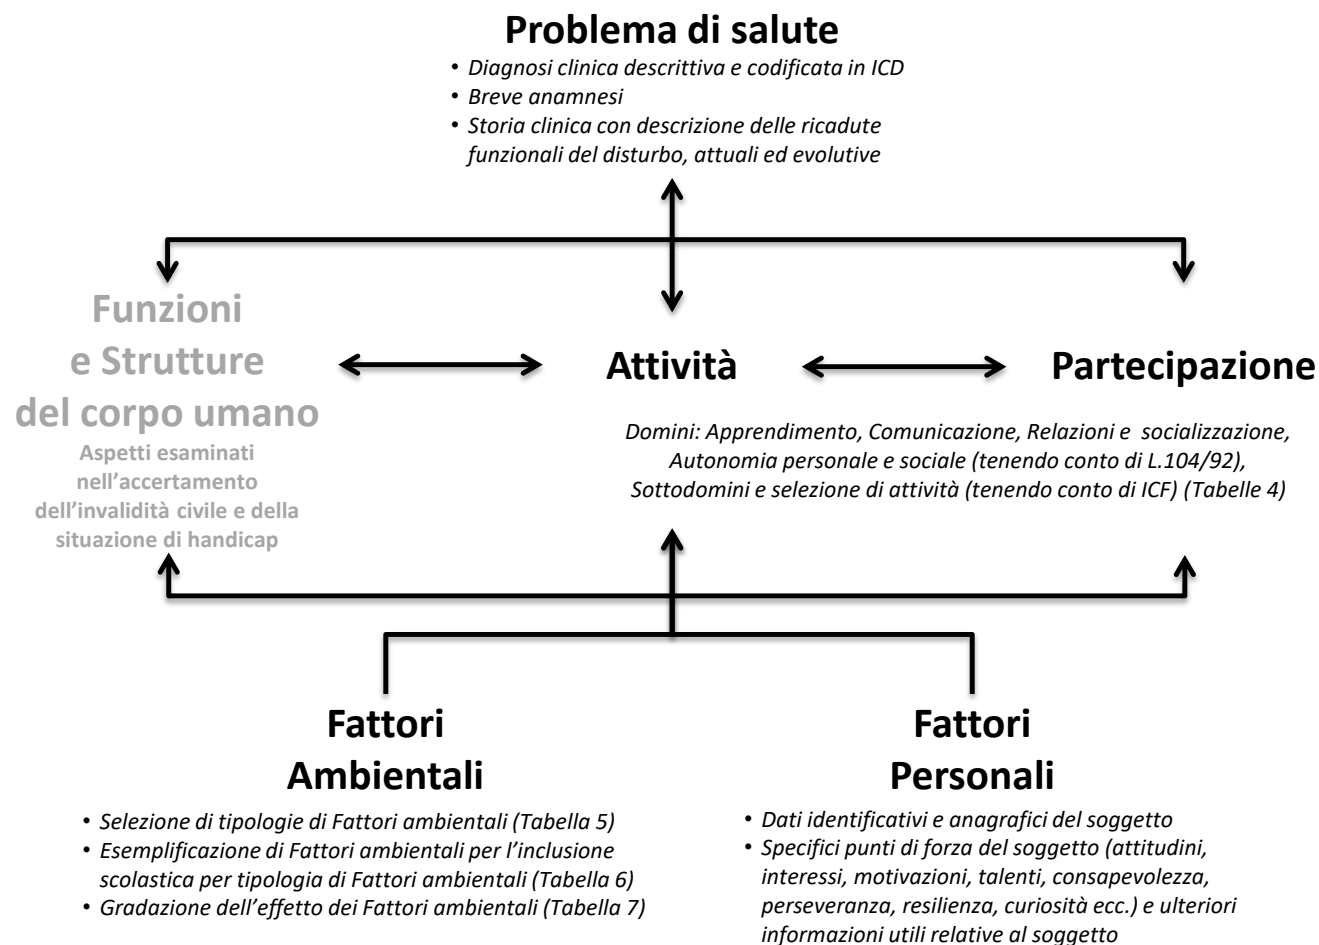 Problema di salute
• Diagnosi clinica descrittiva e codificata in ICD
• Breve anamnesi
• Storia clinica con descrizione delle ricadute
funzionali del disturbo, attuali ed evolutive
Funzioni
e Strutture
del corpo umano
Aspetti esaminati
nell’accertamento
dell’invalidità civile e della
situazione di handicap
Attività
Partecipazione
Domini: Apprendimento, Comunicazione, Relazioni e socializzazione,
Autonomia personale e sociale (tenendo conto di L.104/92),
Sottodomini e selezione di attività (tenendo conto di ICF) (Tabelle 4)
Fattori
Ambientali
• Selezione di tipologie di Fattori ambientali (Tabella 5)
• Esemplificazione di Fattori ambientali per l’inclusione
scolastica per tipologia di Fattori ambientali (Tabella 6)
• Gradazione dell’effetto dei Fattori ambientali (Tabella 7)
Fattori
Personali
• Dati identificativi e anagrafici del soggetto
• Specifici punti di forza del soggetto (attitudini,
interessi, motivazioni, talenti, consapevolezza,
perseveranza, resilienza, curiosità ecc.) e ulteriori
informazioni utili relative al soggetto